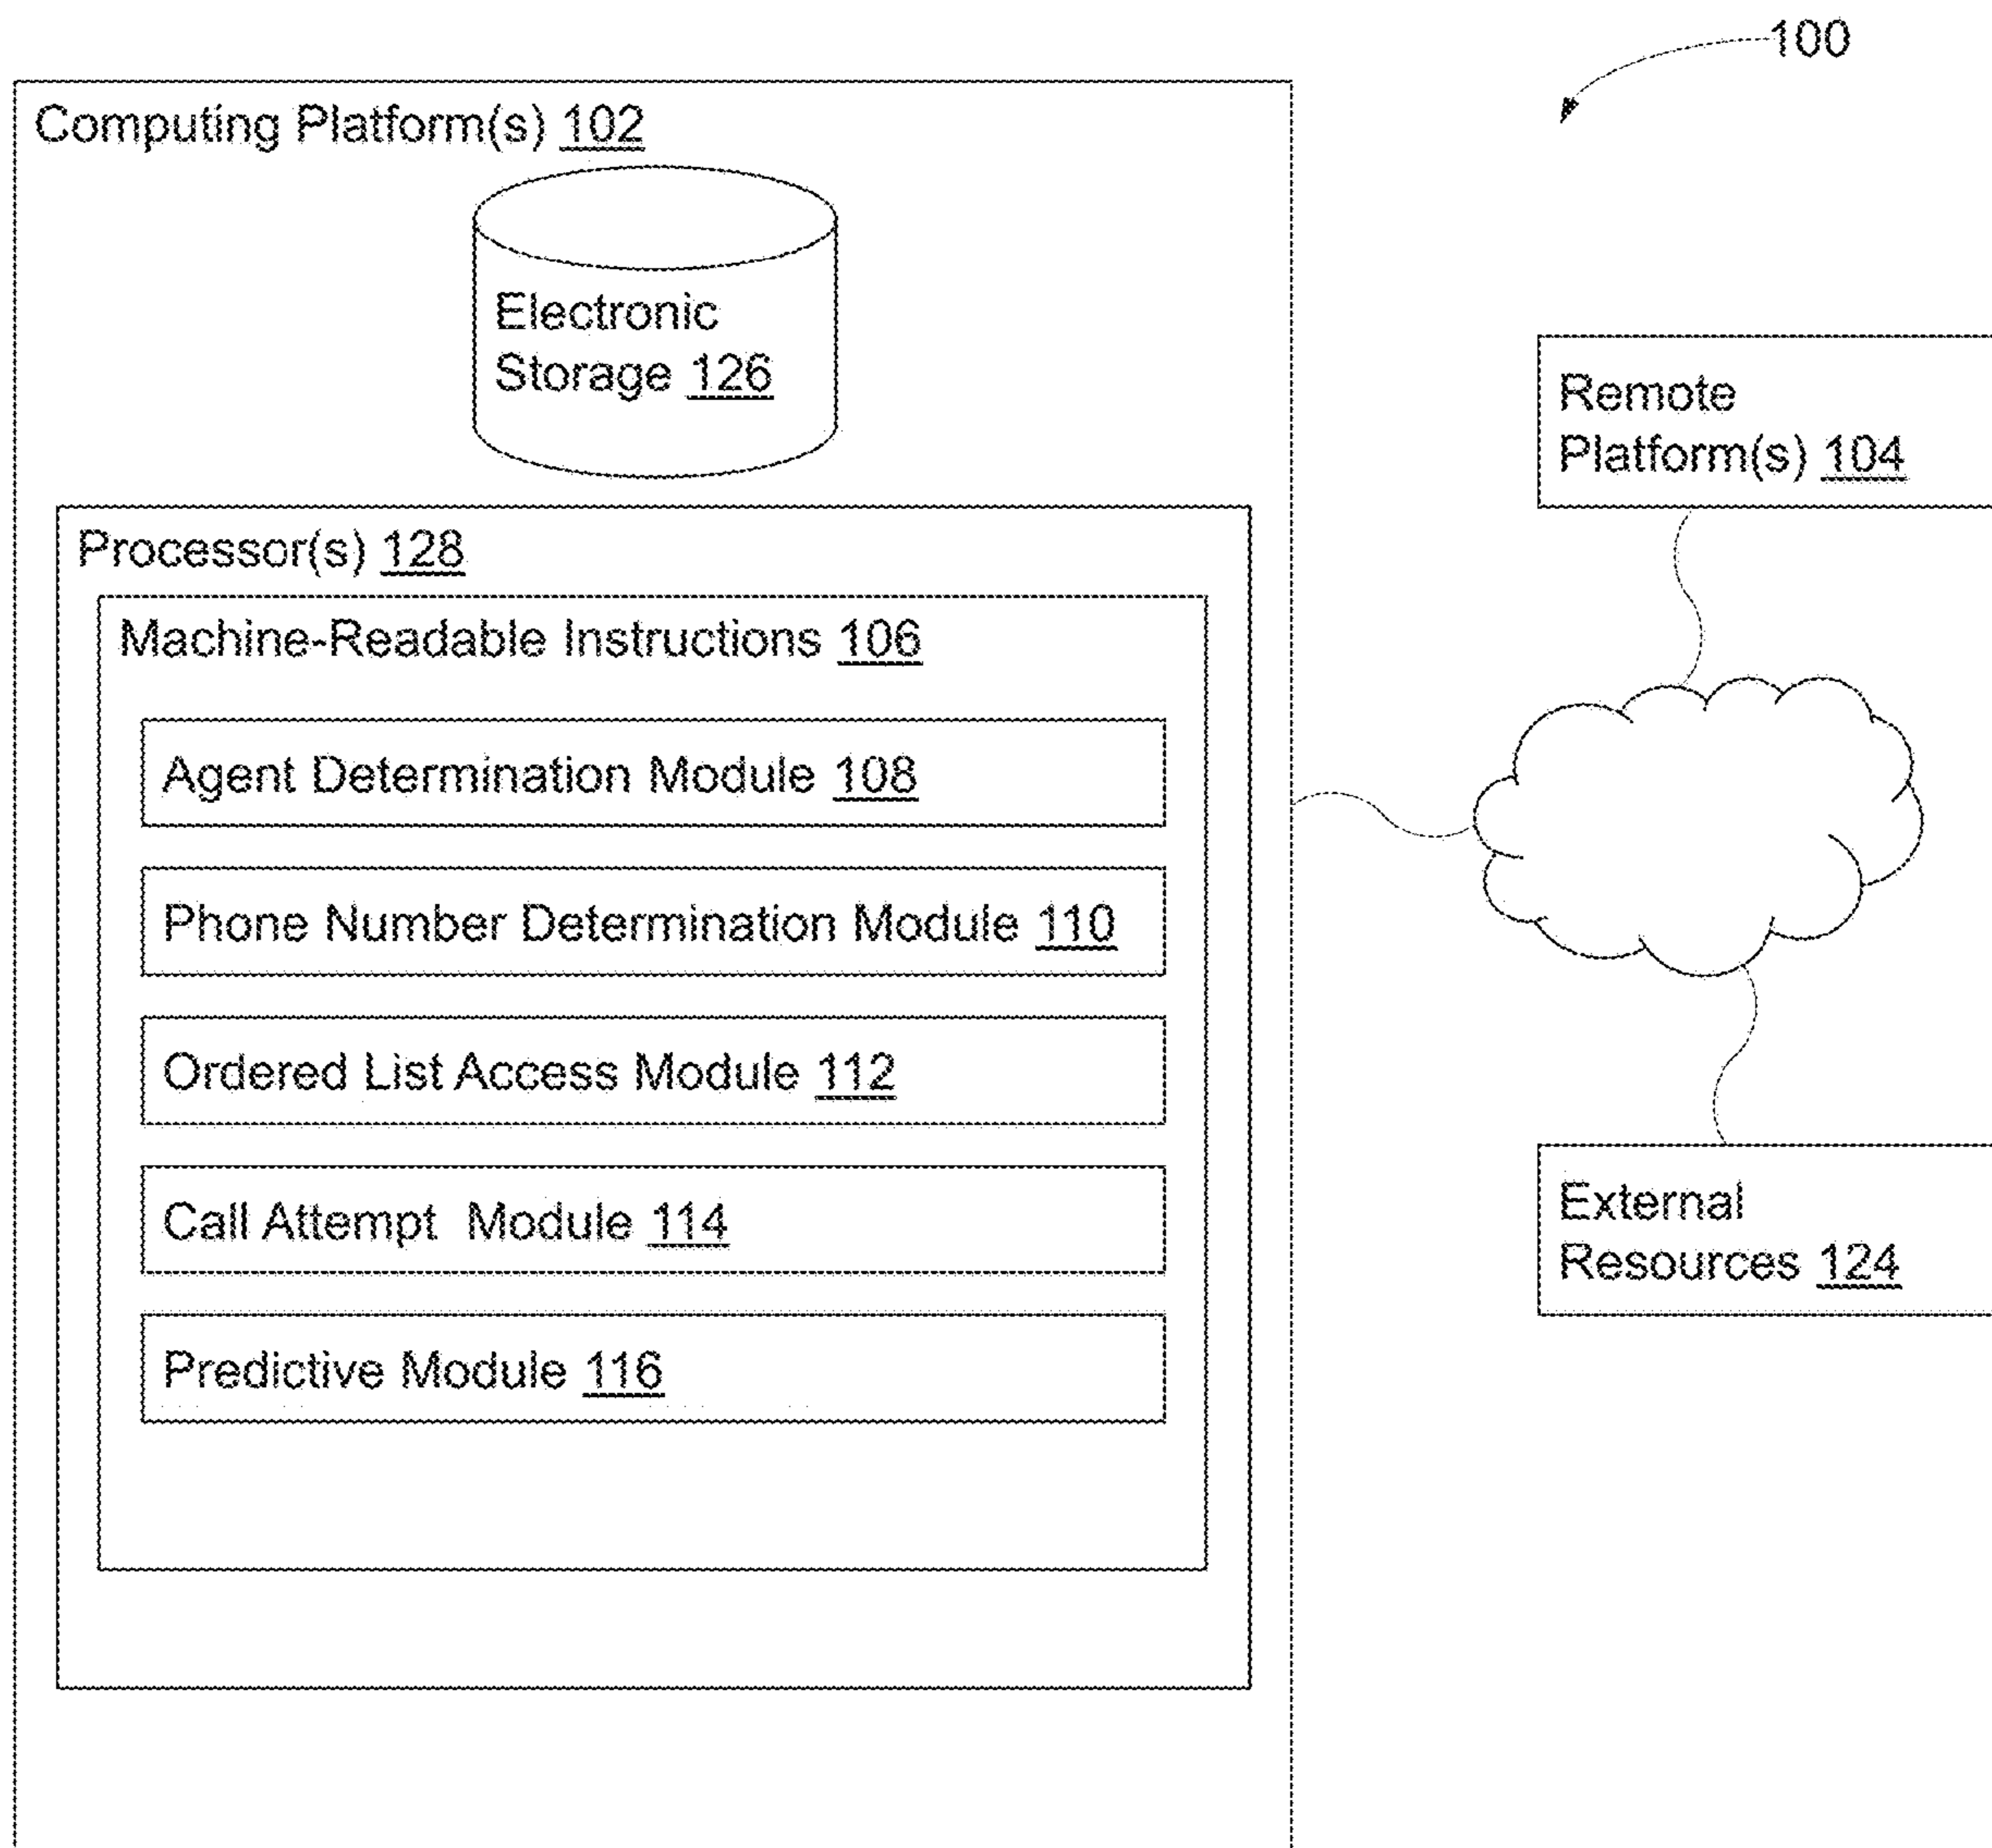 100
Computing Platform(s) 102
Electronic
Storage 126
Remote
Platform(s) 104
Processor(s) 128
Machine-Readable Instructions 106
Agent Determination Module 108
Phone Number Determination Module 110
Ordered List Access Module 112
Call Attempt Module 114
Predictive Module 116
External
Resources 124